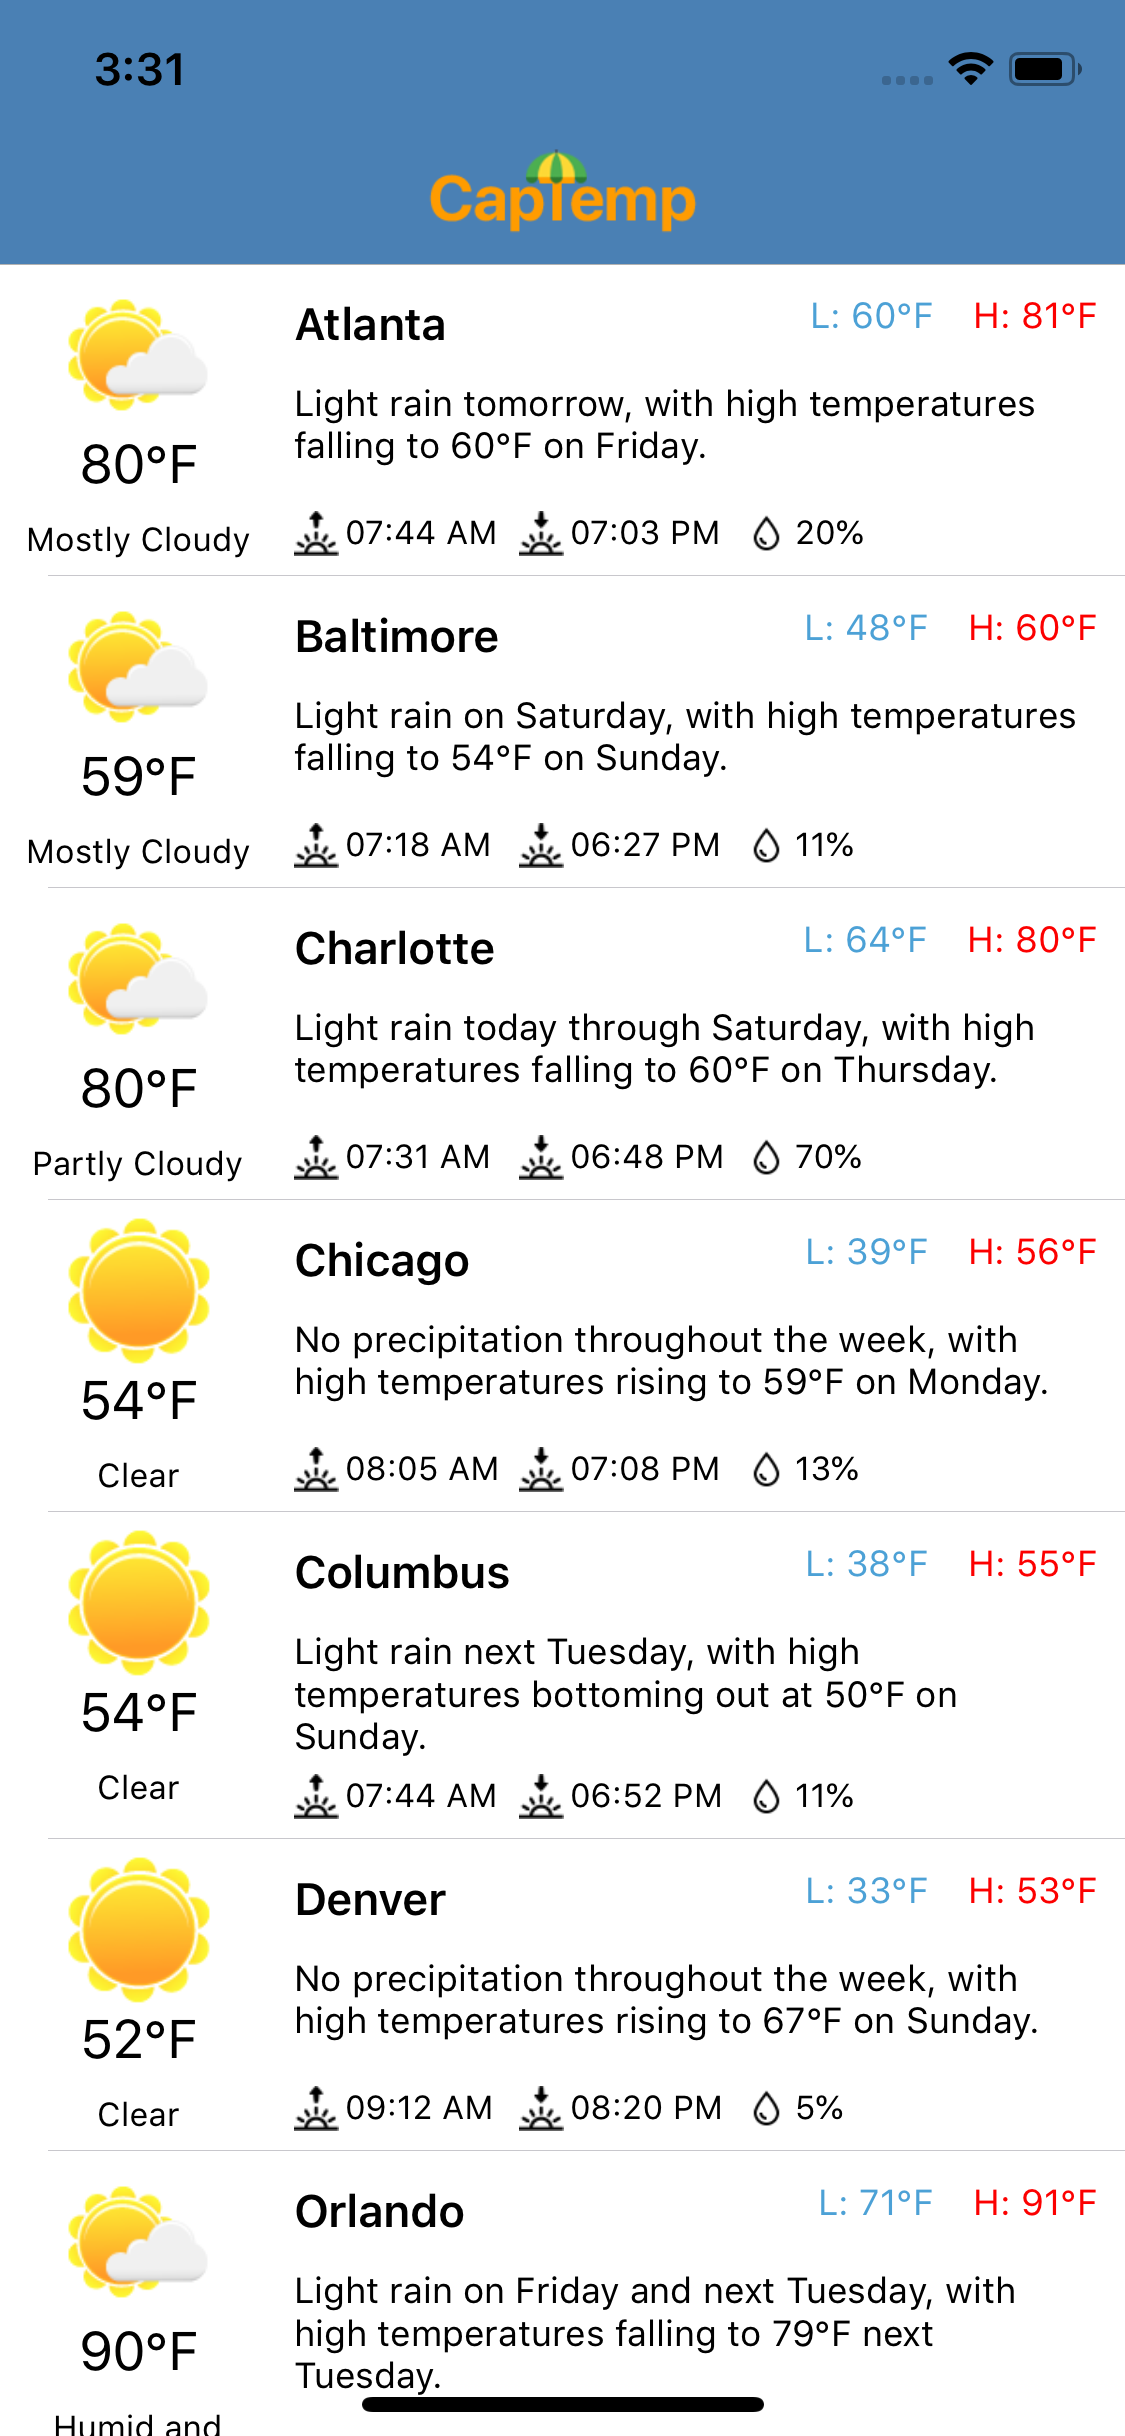 3:31
CapTemp
Atlanta
L: 60°F H: 81°F
Light rain tomorrow, with high temperatures
falling to 60°F on Friday.
80°F
Mostly Cloudy
07:44 AM 07:03 PM 20%
Baltimore
L: 48°F H: 60°F
Light rain on Saturday, with high temperatures
falling to 54°F on Sunday.
59°F
Mostly Cloudy
07:18 AM 06:27 PM 11%
Charlotte
L: 64°F H: 80°F
Light rain today through Saturday, with high
temperatures falling to 60°F on Thursday.
80°F
Partly Cloudy
07:31 AM 06:48 PM 70%
Chicago
L: 39°F H: 56°F
No precipitation throughout the week, with
high temperatures rising to 59°F on Monday.
54°F
Clear
08:05 AM 07:08 PM 13%
Columbus
L: 38°F H: 55°F
Light rain next Tuesday, with high
temperatures bottoming out at 50°F on
Sunday.
54°F
Clear
07:44 AM 06:52 PM 11%
Denver
L: 33°F H: 53°F
No precipitation throughout the week, with
high temperatures rising to 67°F on Sunday.
52°F
Clear
09:12 AM 08:20 PM 5%
Orlando
L: 71°F H: 91°F
Light rain on Friday and next Tuesday, with
high temperatures falling to 79°F next
Tuesday.
90°F
Humid and